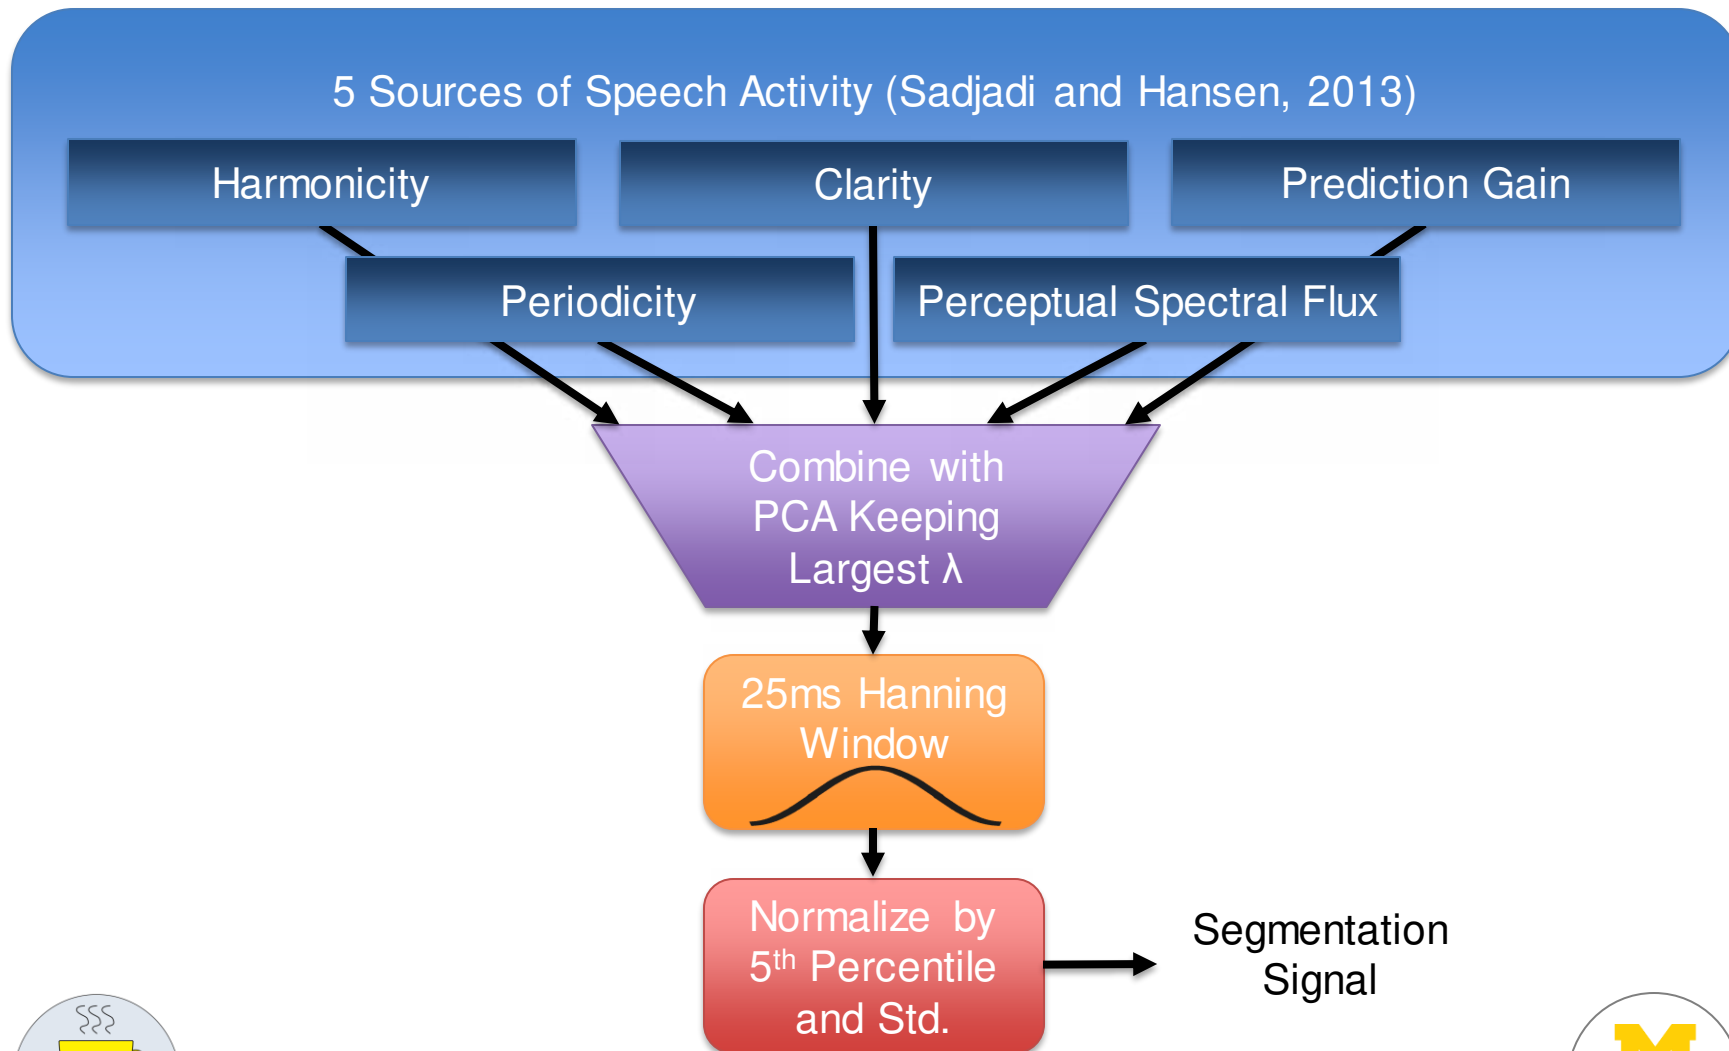 5 Sources of Speech Activity (Sadjadi and Hansen, 2013)
Harmonicity
Clarity
Prediction Gain
Periodicity
Perceptual Spectral Flux
Combine with
PCA Keeping
Largest λ
25ms Hanning
Window
Normalize by
5th Percentile
and Std.
Segmentation
Signal